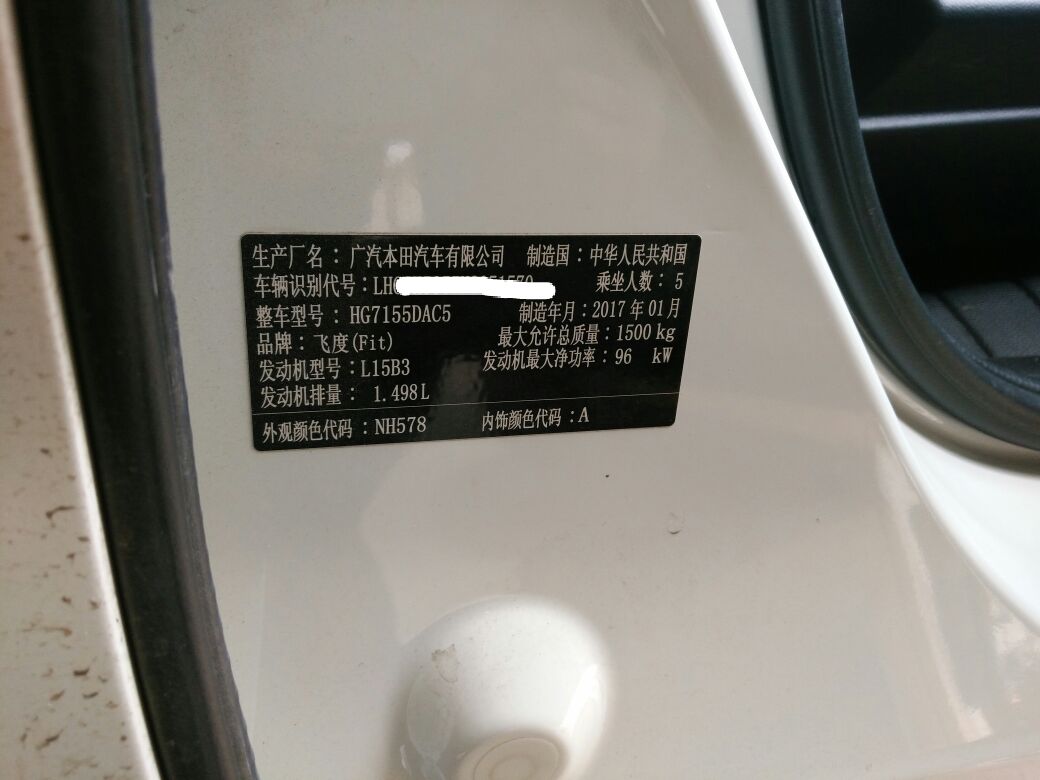 生产厂名：广汽本田汽车有限公司 制造国：中华人民共和国
车辆识别代号：LH 乘坐人数：5
整车型号：HG7155DAC5 制造年月：2017年01月
品牌：飞度(Fit) 最大允许总质量：1500kg
发动机型号：L15B3 发动机最大净功率：96 kW
发动机排量：1.498L
外观颜色代码：NH578 内饰颜色代码：A